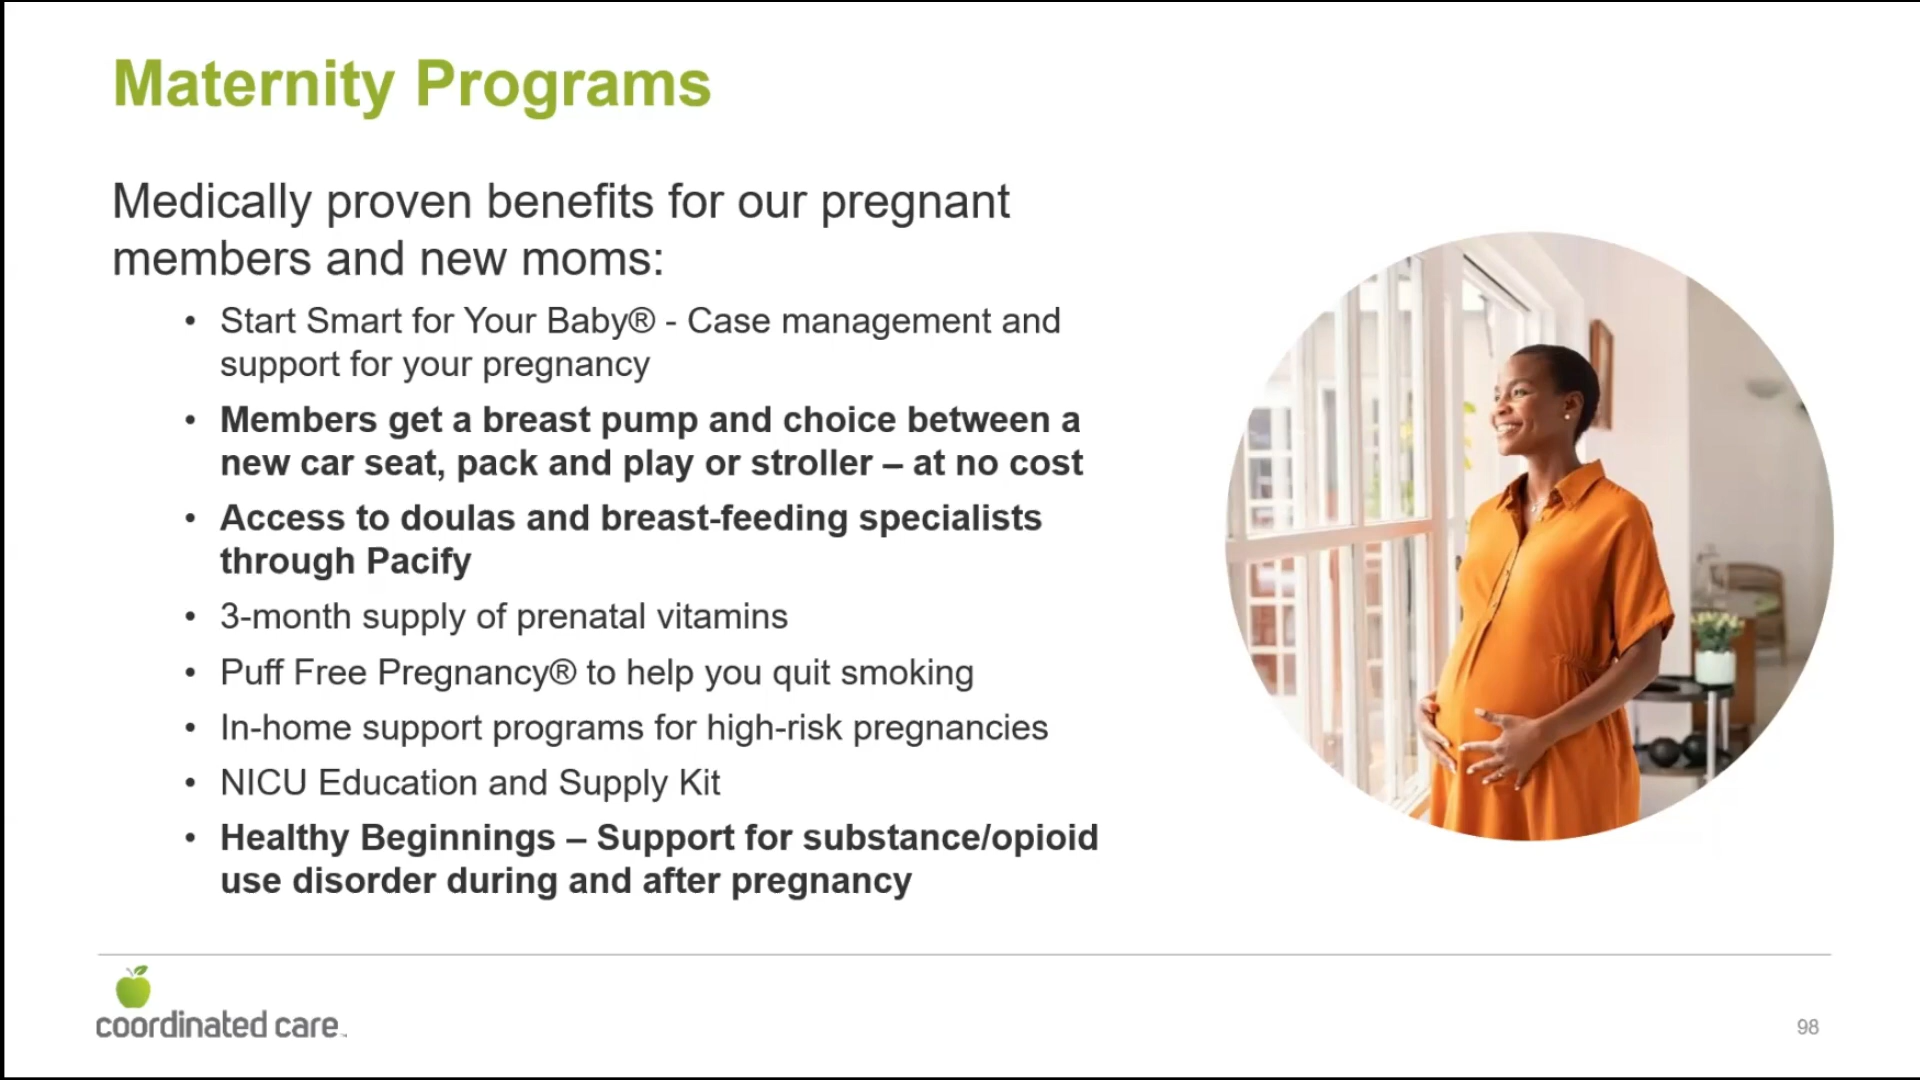 Maternity Programs
Medically proven benefits for our pregnant
members and new moms:
• Start Smart for Your Baby® - Case management and
support for your pregnancy
• Members get a breast pump and choice between a
new car seat, pack and play or stroller – at no cost
• Access to doulas and breast-feeding specialists
through Pacify
• 3-month supply of prenatal vitamins
• Puff Free Pregnancy® to help you quit smoking
• In-home support programs for high-risk pregnancies
• NICU Education and Supply Kit
• Healthy Beginnings – Support for substance/opioid
use disorder during and after pregnancy
coordinated care™
98